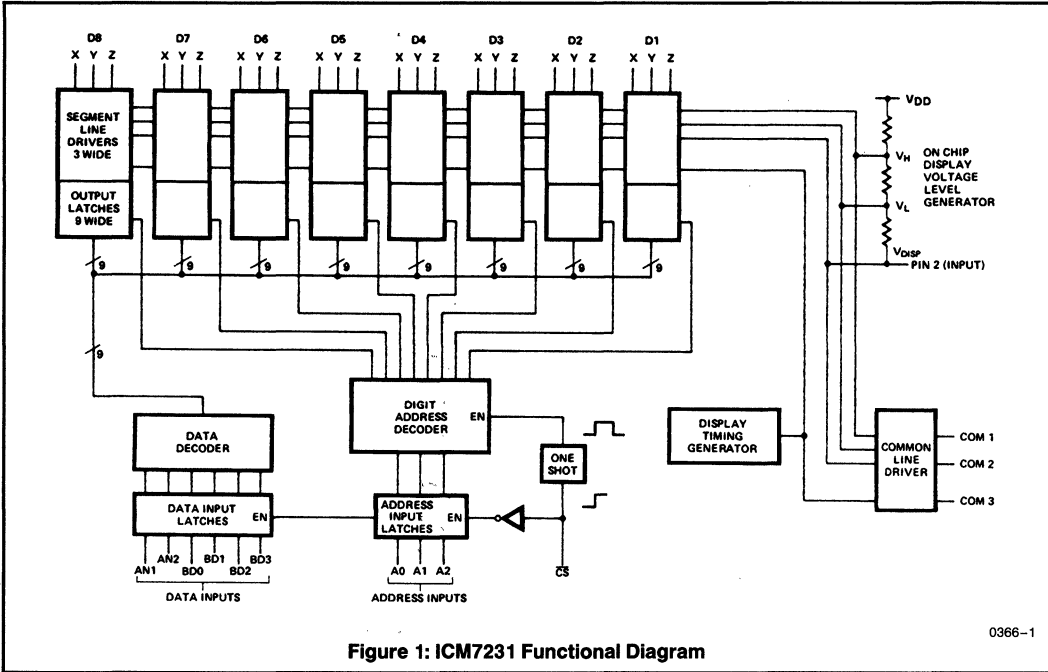 D8 D7 D6 D5 D4 D3 D2 D1
X Y Z X Y Z X Y Z X Y Z X Y Z X Y Z X Y Z X Y Z
SEGMENT
LINE
DRIVERS
3 WIDE
OUTPUT
LATCHES
9 WIDE
VDD
VH
ON CHIP
DISPLAY
VOLTAGE
LEVEL
GENERATOR
VL
VDISP
PIN 2 (INPUT)
9 9 9 9 9 9 9 9
9
DIGIT
ADDRESS
DECODER
EN
DATA
DECODER
ONE
SHOT
DISPLAY
TIMING
GENERATOR
COMMON
LINE
DRIVER
COM 1
COM 2
COM 3
DATA INPUT
LATCHES
EN
ADDRESS
INPUT
LATCHES
EN
AN1 AN2 BD0 BD1 BD2 BD3
A0 A1 A2
CS
DATA INPUTS
ADDRESS INPUTS
0366–1
Figure 1: ICM7231 Functional Diagram